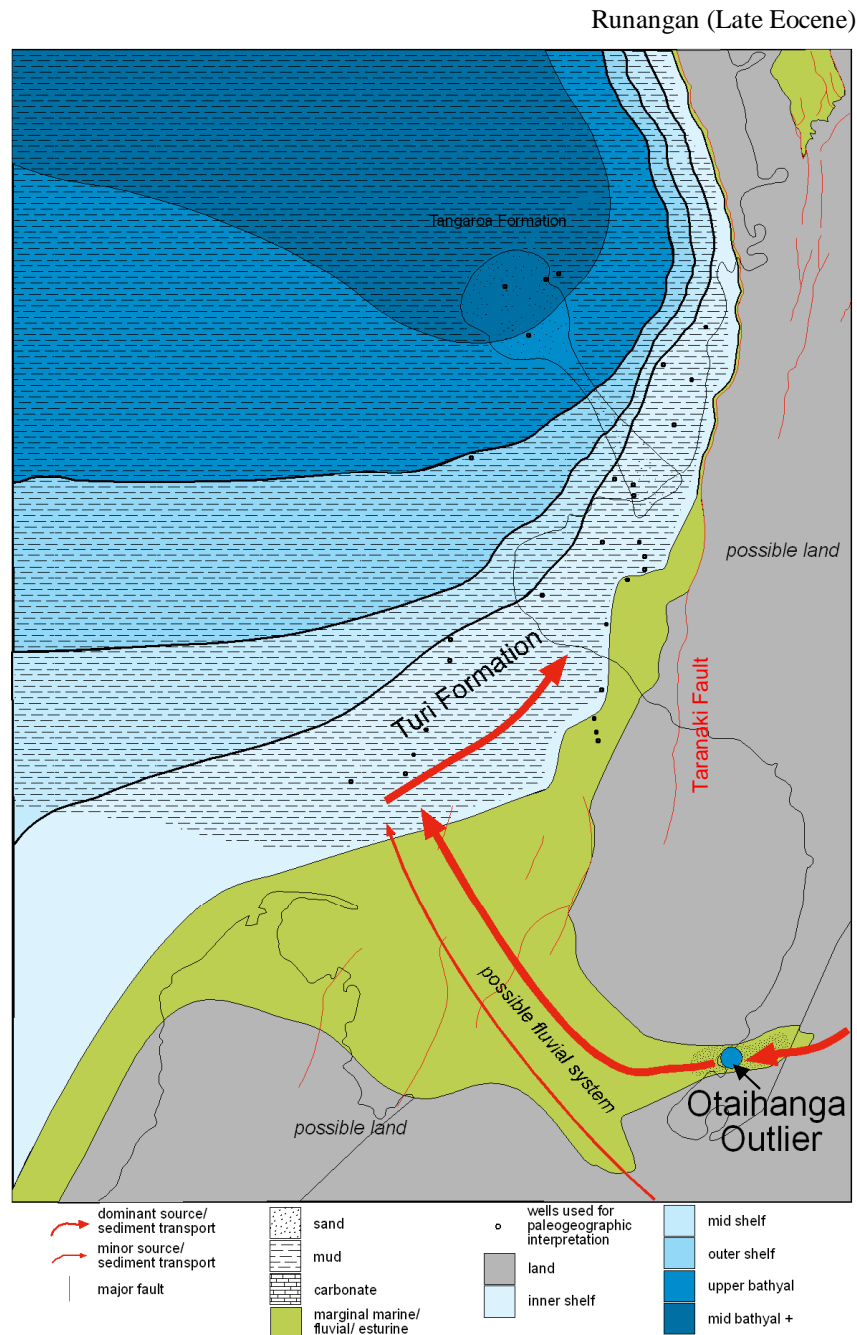 Runangan (Late Eocene)
Tangaroa Formation
possible land
Turi Formation
Taranaki Fault
possible fluvial system
Otaihanga
Outlier
possible land
dominant source/
sediment transport
minor source/
sediment transport
major fault
sand
mud
carbonate
marginal marine/
fluvial/ esturine
wells used for
paleogeographic
interpretation
land
inner shelf
mid shelf
outer shelf
upper bathyal
mid bathyal +